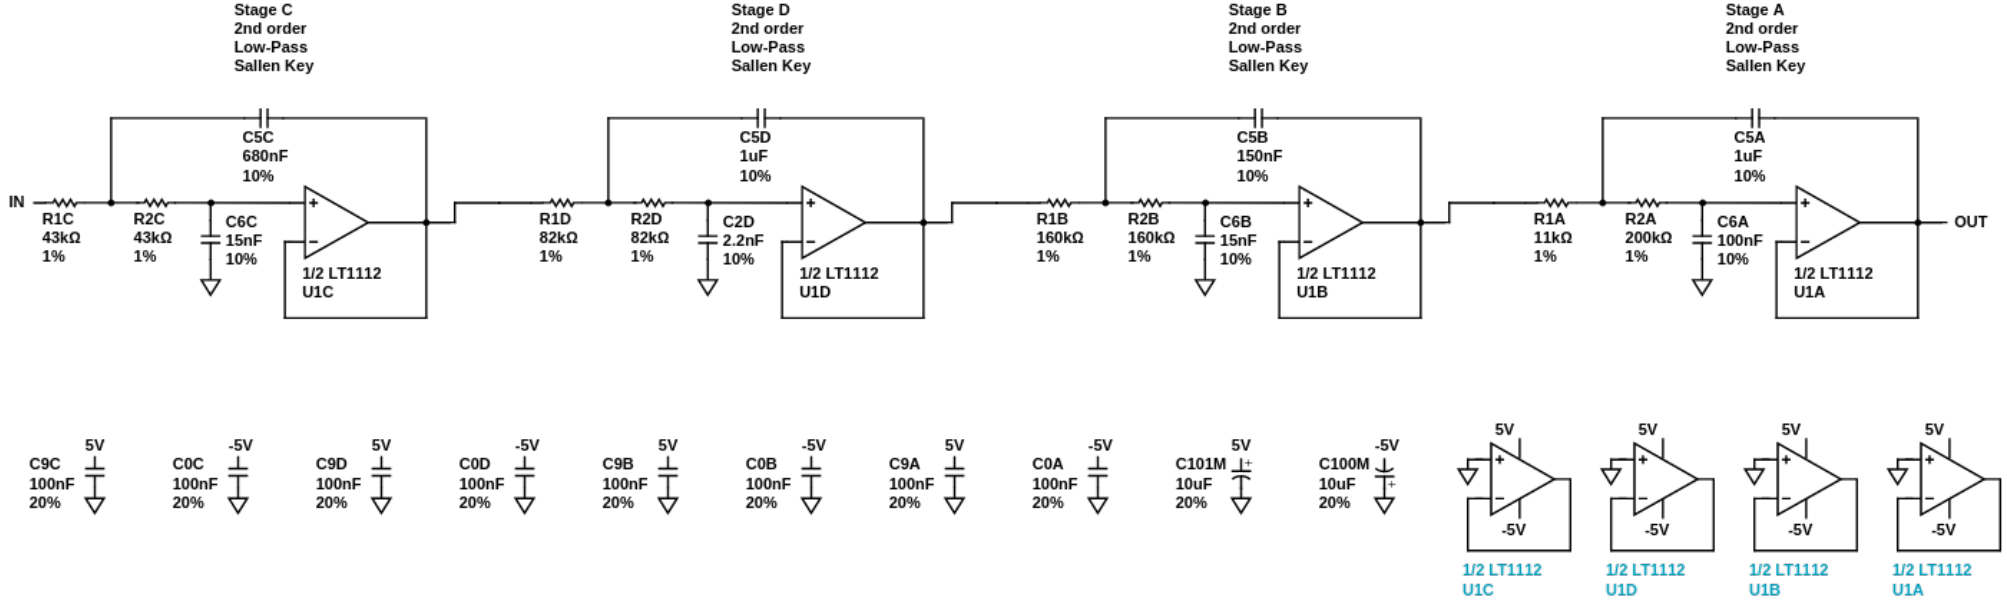 Stage C
2nd order
Low-Pass
Sallen Key
Stage D
2nd order
Low-Pass
Sallen Key
Stage B
2nd order
Low-Pass
Sallen Key
Stage A
2nd order
Low-Pass
Sallen Key
C5C
680nF
10%
C5D
1uF
10%
C5B
150nF
10%
C5A
1uF
10%
IN
R1C
43kΩ
1%
R2C
43kΩ
1%
C6C
15nF
10%
+
−
1/2 LT1112
U1C
R1D
82kΩ
1%
R2D
82kΩ
1%
C2D
2.2nF
10%
+
−
1/2 LT1112
U1D
R1B
160kΩ
1%
R2B
160kΩ
1%
C6B
15nF
10%
+
−
1/2 LT1112
U1B
R1A
11kΩ
1%
R2A
200kΩ
1%
C6A
100nF
10%
+
−
1/2 LT1112
U1A
OUT
5V
C9C
100nF
20%
-5V
C0C
100nF
20%
5V
C9D
100nF
20%
-5V
C0D
100nF
20%
5V
C9B
100nF
20%
-5V
C0B
100nF
20%
5V
C9A
100nF
20%
-5V
C0A
100nF
20%
5V
C101M
+
10uF
20%
-5V
C100M
10uF
+
20%
5V
+
−
-5V
1/2 LT1112
U1C
5V
+
−
-5V
1/2 LT1112
U1D
5V
+
−
-5V
1/2 LT1112
U1B
5V
+
−
-5V
1/2 LT1112
U1A